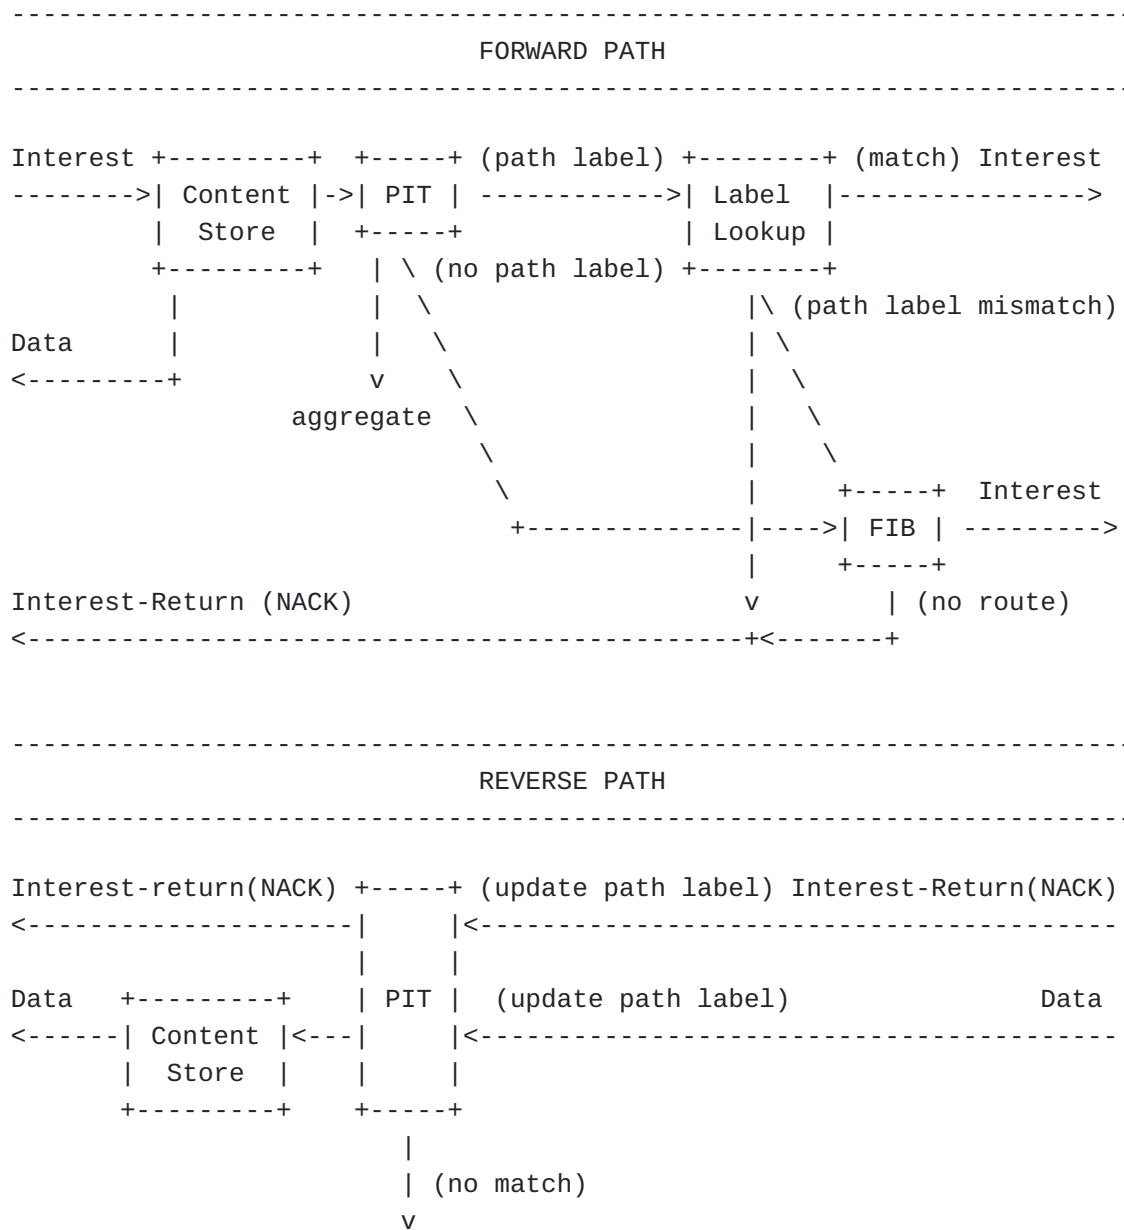 FORWARD PATH
Interest (path label) (match) Interest
Content PIT Label
Store Lookup
(no path label)
(path label mismatch)
Data
v
aggregate
Interest
FIB
Interest-Return (NACK) v (no route)
REVERSE PATH
Interest-return(NACK) (update path label) Interest-Return(NACK)
Data PIT (update path label) Data
Content
Store
(no match)
v